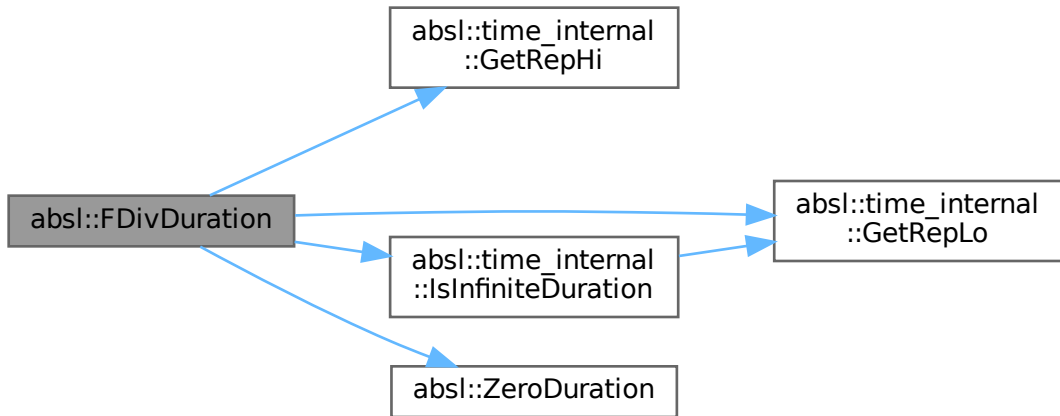 absl::time_internal
::GetRepHi
absl::FDivDuration
absl::time_internal
::GetRepLo
absl::time_internal
::IsInfiniteDuration
absl::ZeroDuration